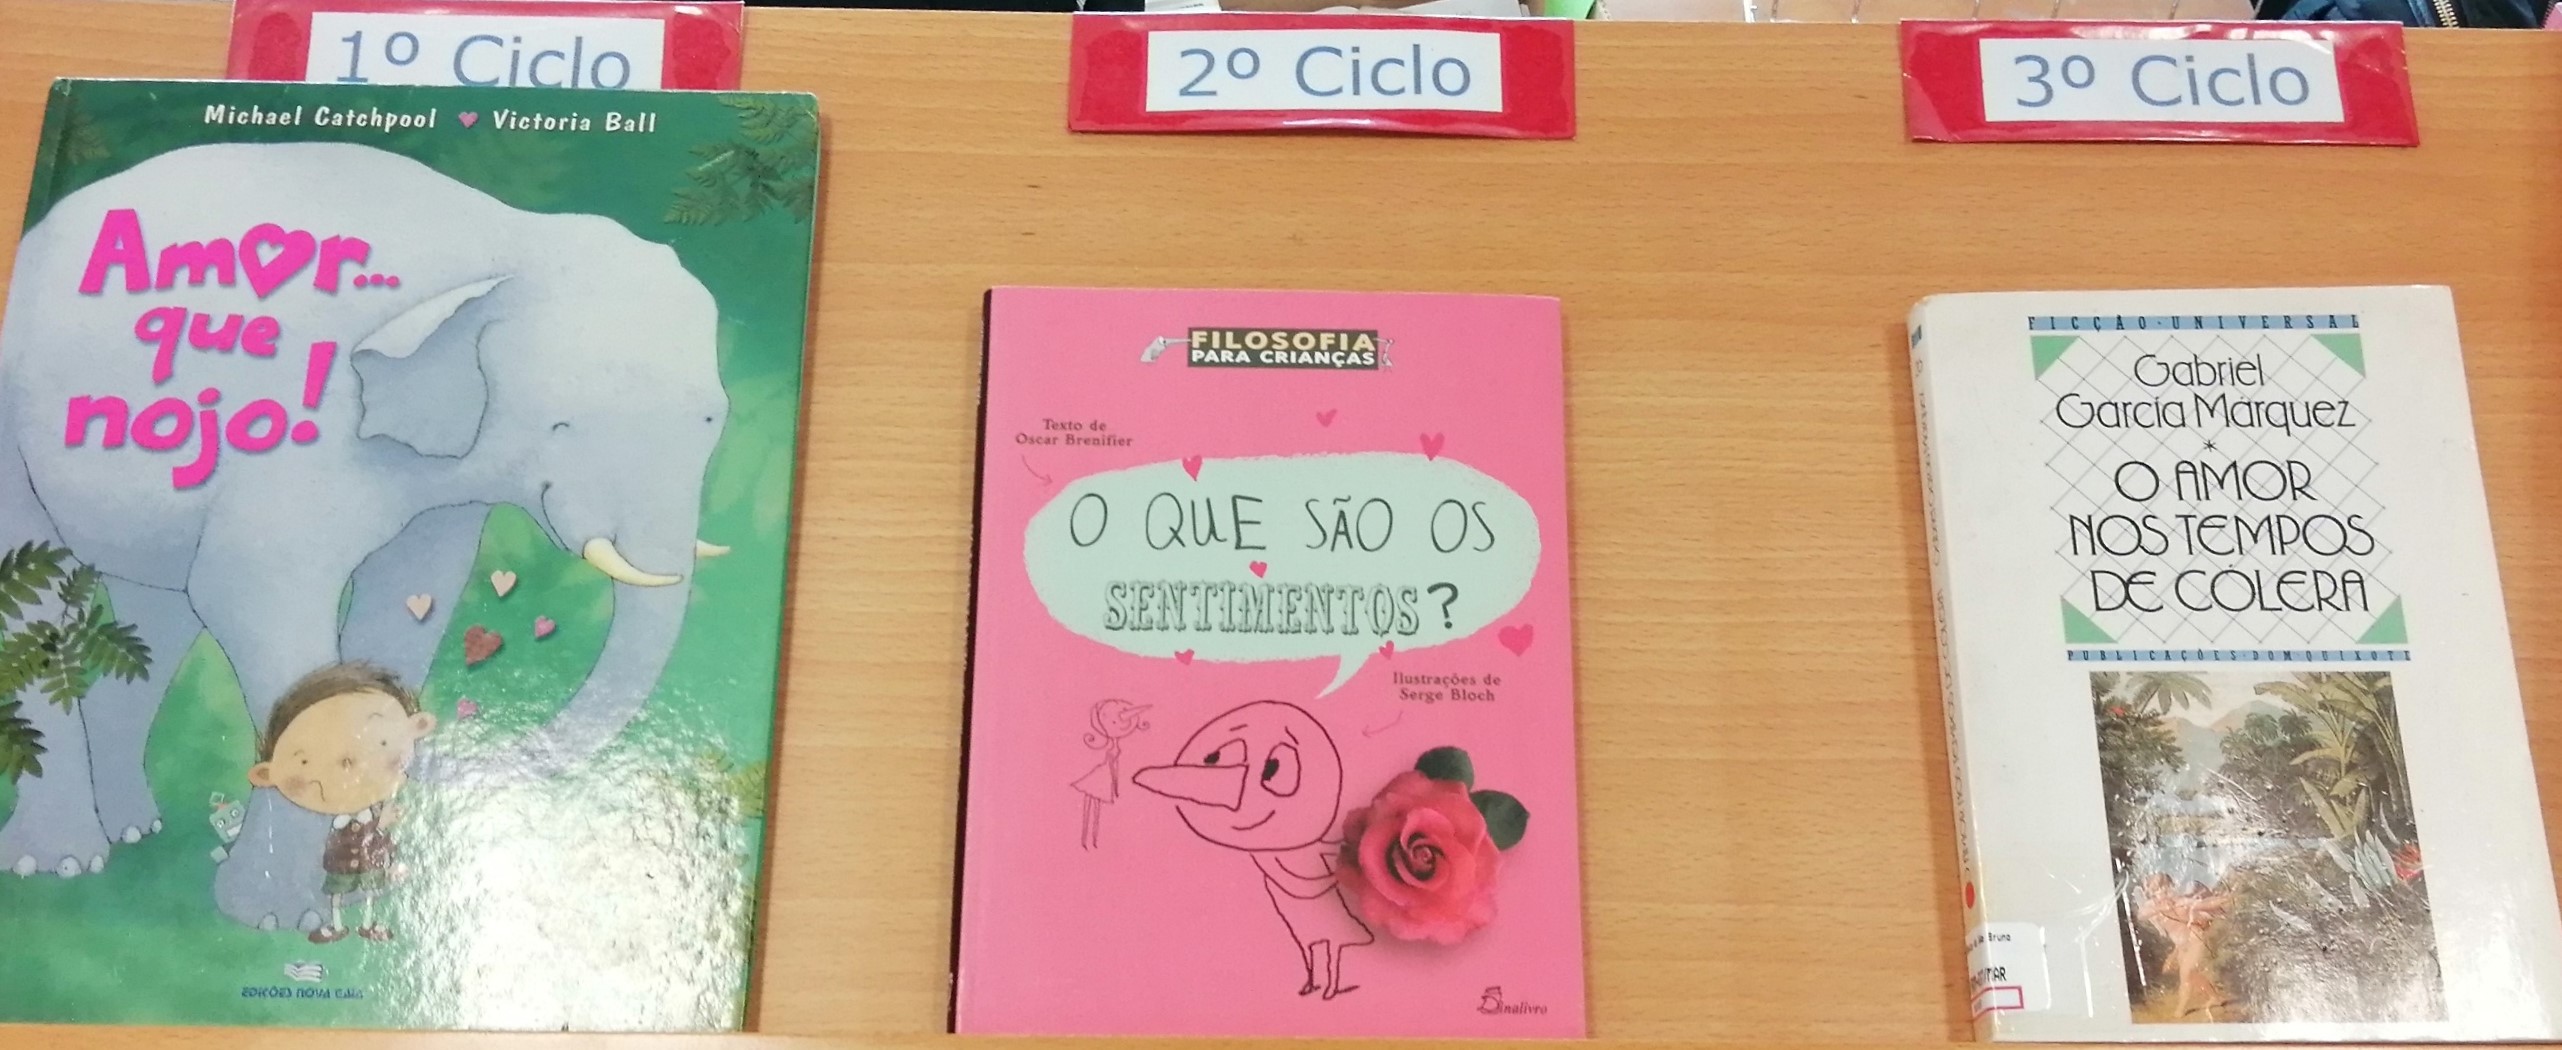 1º Ciclo
2º Ciclo
3º Ciclo
Michael Catchpool Victoria Ball
Amor...
que
nojo!
EDIÇÕES NOVA GAIA
FILOSOFIA
PARA CRIANÇAS
Texto de
Oscar Brenifier
O QUE SÃO OS
SENTIMENTOS?
Ilustrações de
Serge Bloch
Dinalivro
FICÇÃO·UNIVERSAL
Gabriel
García Márquez
*
O AMOR
NOS TEMPOS
DE CÓLERA
PUBLICAÇÕES·DOM·QUIXOTE
Bruno